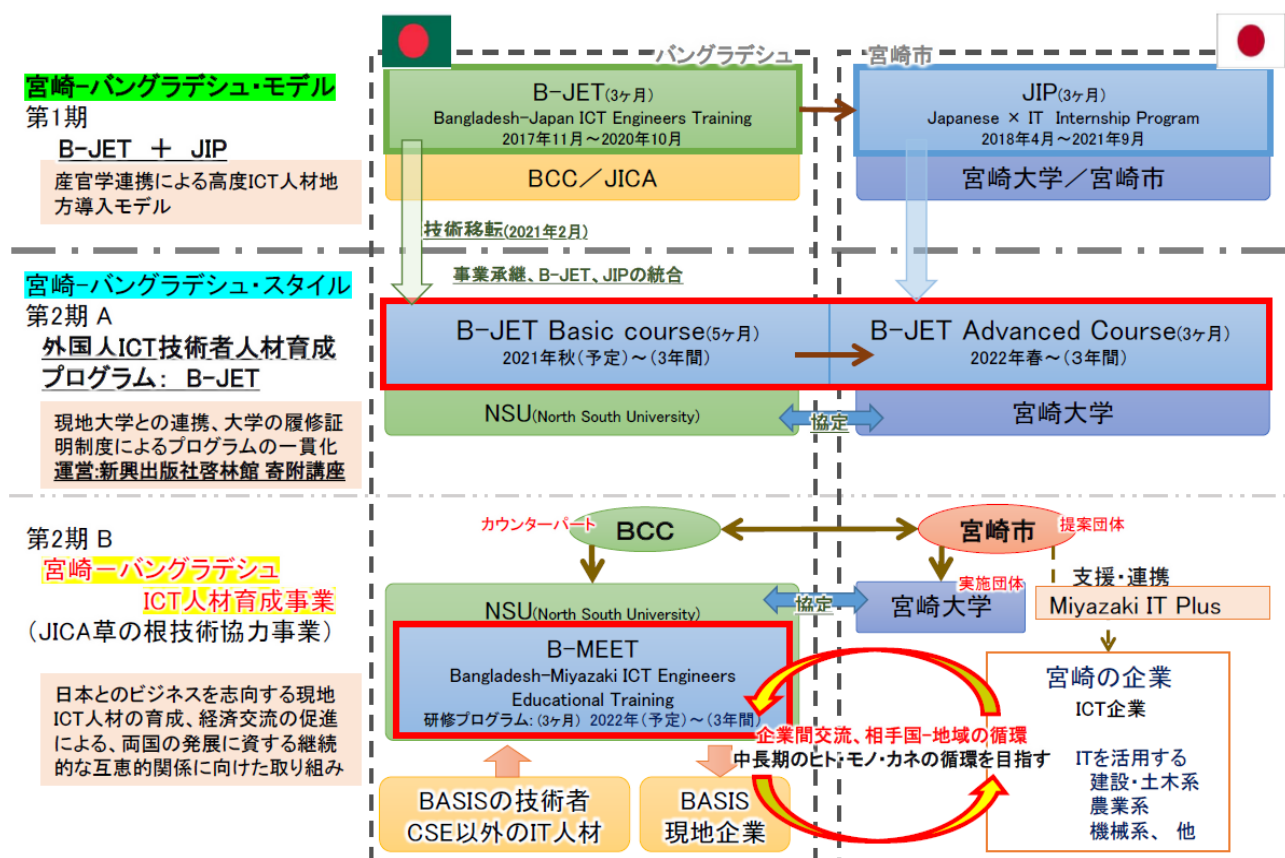 バングラデシュ
宮崎市
宮崎-バングラデシュ・モデル
第1期
B-JET ＋ JIP
産官学連携による高度ICT人材地
方導入モデル
B-JET(3ヶ月)
Bangladesh-Japan ICT Engineers Training
2017年11月～2020年10月
BCC／JICA
JIP(3ヶ月)
Japanese × IT Internship Program
2018年4月～2021年9月
宮崎大学／宮崎市
技術移転(2021年2月)
事業承継、B-JET、JIPの統合
宮崎-バングラデシュ・スタイル
第2期 A
外国人ICT技術者人材育成
プログラム： B-JET
現地大学との連携、大学の履修証
明制度によるプログラムの一貫化
運営:新興出版社啓林館 寄附講座
B-JET Basic course(5ヶ月)
2021年秋(予定)～(3年間)
B-JET Advanced Course(3ヶ月)
2022年春～(３年間)
NSU(North South University)
協定
宮崎大学
第2期 B
宮崎－バングラデシュ
ICT人材育成事業
(JICA草の根技術協力事業)
日本とのビジネスを志向する現地
ICT人材の育成、経済交流の促進
による、両国の発展に資する継続
的な互恵的関係に向けた取り組み
カウンターパート
BCC
宮崎市
提案団体
NSU(North South University)
協定
実施団体
宮崎大学
支援・連携
Miyazaki IT Plus
B-MEET
Bangladesh-Miyazaki ICT Engineers
Educational Training
研修プログラム：(3ヶ月) 2022年(予定)～(3年間)
企業間交流、相手国-地域の循環
中長期のヒト・モノ・カネの循環を目指す
宮崎の企業
ICT企業
ITを活用する
建設・土木系
農業系
機械系、他
BASISの技術者
CSE以外のIT人材
BASIS
現地企業